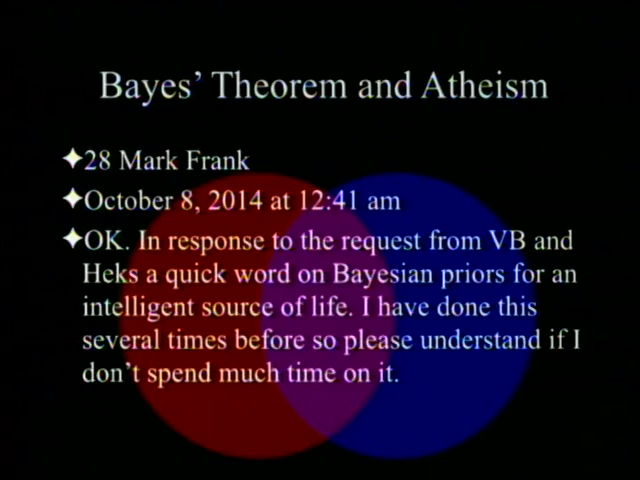 Bayes’ Theorem and Atheism
✦28 Mark Frank
✦October 8, 2014 at 12:41 am
✦OK. In response to the request from VB and
Heks a quick word on Bayesian priors for an
intelligent source of life. I have done this
several times before so please understand if I
don’t spend much time on it.